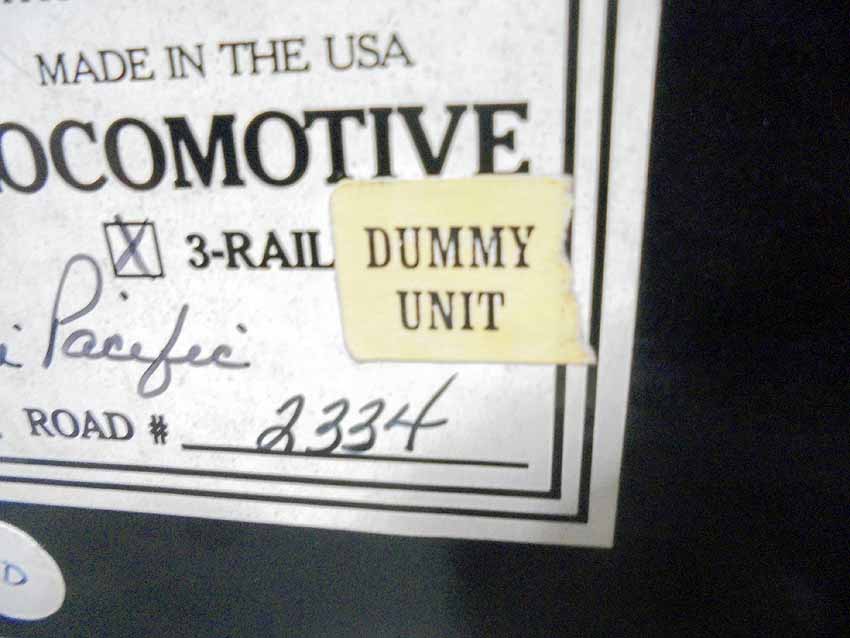 MADE IN THE USA
OCOMOTIVE
X 3-RAIL
DUMMY
UNIT
i Pacific
ROAD # 2334
D